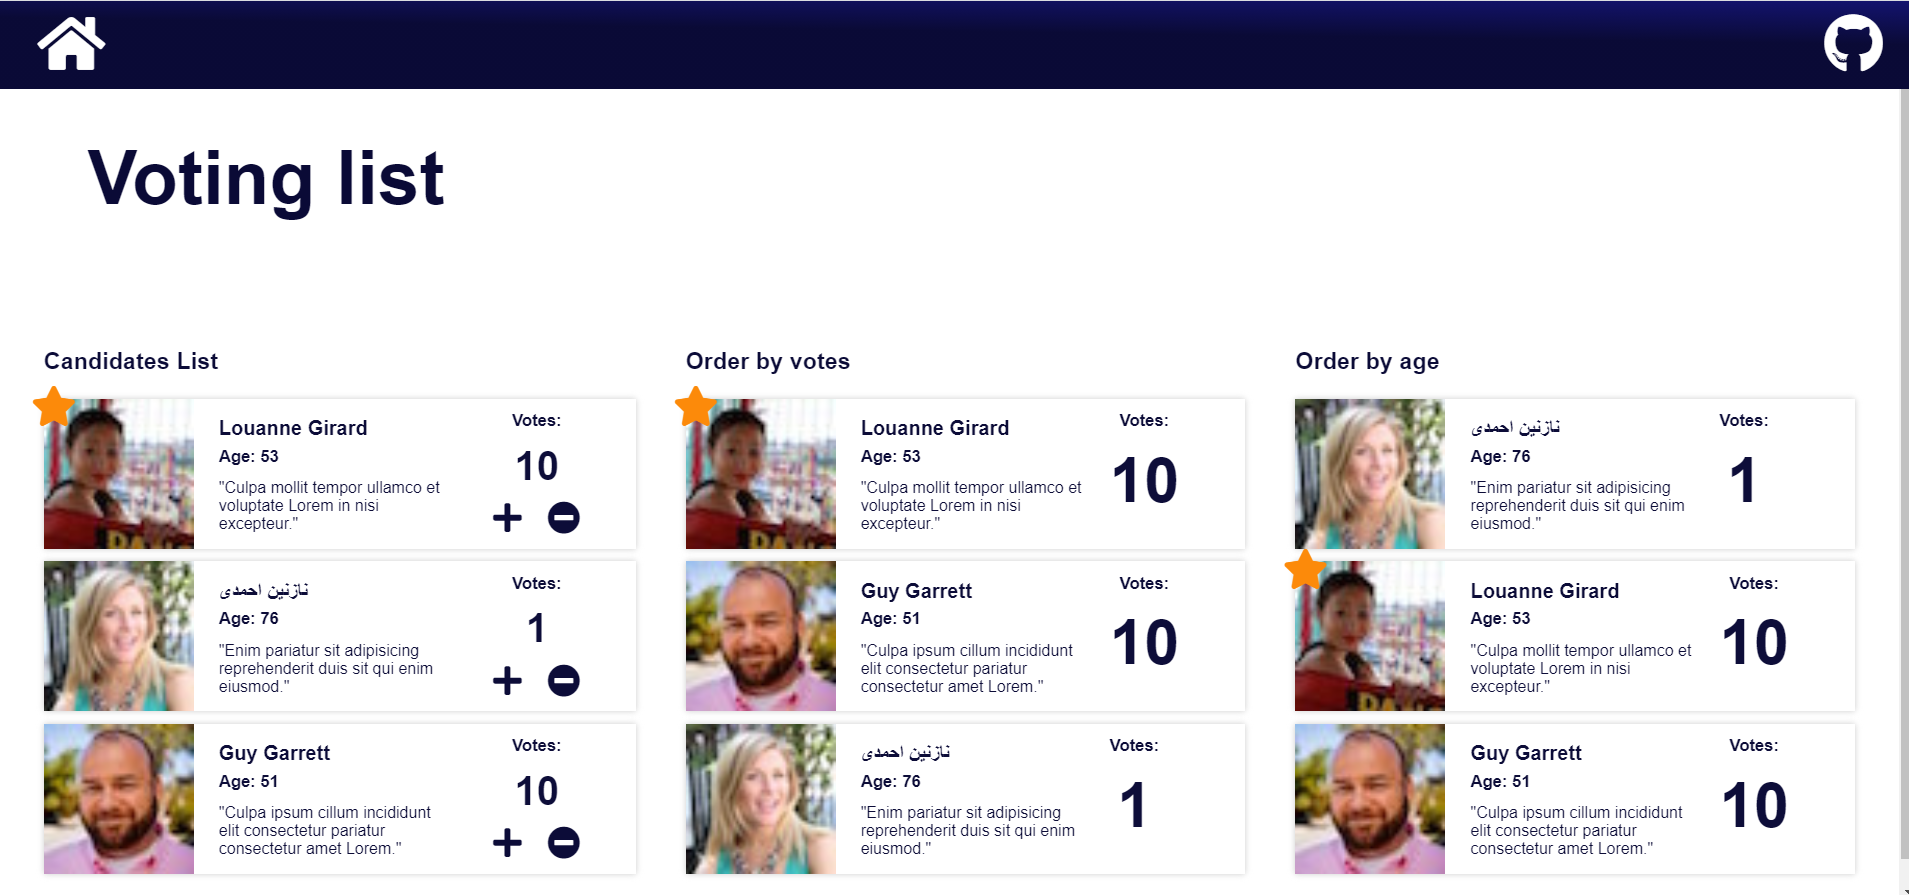 Voting list
Candidates List
Louanne Girard
Age: 53
"Culpa mollit tempor ullamco et
voluptate Lorem in nisi
excepteur."
Votes:
10
نازنین احمدی
Age: 76
"Enim pariatur sit adipisicing
reprehenderit duis sit qui enim
eiusmod."
Votes:
1
Guy Garrett
Age: 51
"Culpa ipsum cillum incididunt
elit consectetur pariatur
consectetur amet Lorem."
Votes:
10
Order by votes
Louanne Girard
Age: 53
"Culpa mollit tempor ullamco et
voluptate Lorem in nisi
excepteur."
Votes:
10
Guy Garrett
Age: 51
"Culpa ipsum cillum incididunt
elit consectetur pariatur
consectetur amet Lorem."
Votes:
10
نازنین احمدی
Age: 76
"Enim pariatur sit adipisicing
reprehenderit duis sit qui enim
eiusmod."
Votes:
1
Order by age
نازنین احمدی
Age: 76
"Enim pariatur sit adipisicing
reprehenderit duis sit qui enim
eiusmod."
Votes:
1
Louanne Girard
Age: 53
"Culpa mollit tempor ullamco et
voluptate Lorem in nisi
excepteur."
Votes:
10
Guy Garrett
Age: 51
"Culpa ipsum cillum incididunt
elit consectetur pariatur
consectetur amet Lorem."
Votes:
10